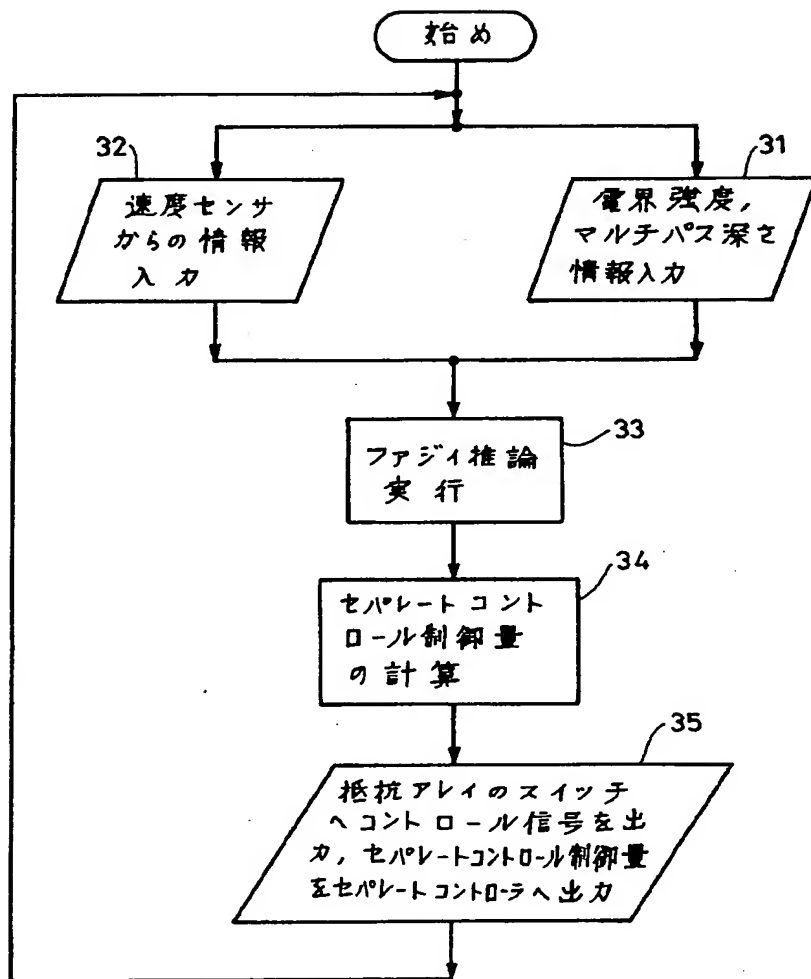 始め
32
速度センサ
からの情報
入力
31
電界強度,
マルチパス深さ
情報入力
33
ファジィ推論
実行
34
セパレートコント
ロール制御量
の計算
35
抵抗アレイのスイッチ
へコントロール信号を出
力,セパレートコントロール制御量
をセパレートコントローラへ出力